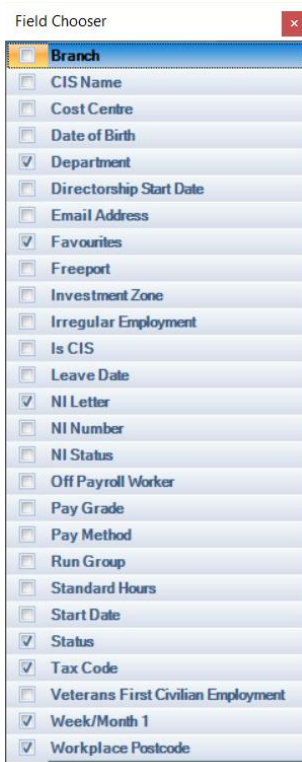 Field Chooser
Branch
CIS Name
Cost Centre
Date of Birth
Department
Directorship Start Date
Email Address
Favourites
Freeport
Investment Zone
Irregular Employment
Is CIS
Leave Date
NI Letter
NI Number
NI Status
Off Payroll Worker
Pay Grade
Pay Method
Run Group
Standard Hours
Start Date
Status
Tax Code
Veterans First Civilian Employment
Week/Month 1
Workplace Postcode